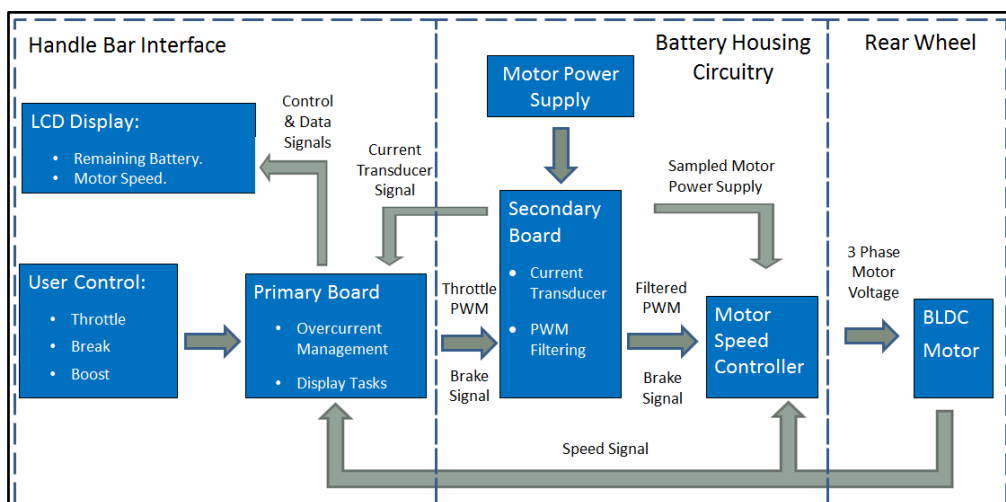 Handle Bar Interface
Battery Housing
Circuitry
Rear Wheel
LCD Display:
• Remaining Battery.
• Motor Speed.
Control
& Data
Signals
Current
Transducer
Signal
Motor Power
Supply
Sampled Motor
Power Supply
User Control:
• Throttle
• Break
• Boost
Primary Board
• Overcurrent
Management
• Display Tasks
Throttle
PWM
Brake
Signal
Secondary
Board
• Current
Transducer
• PWM
Filtering
Filtered
PWM
Brake
Signal
Motor
Speed
Controller
3 Phase
Motor
Voltage
BLDC
Motor
Speed Signal